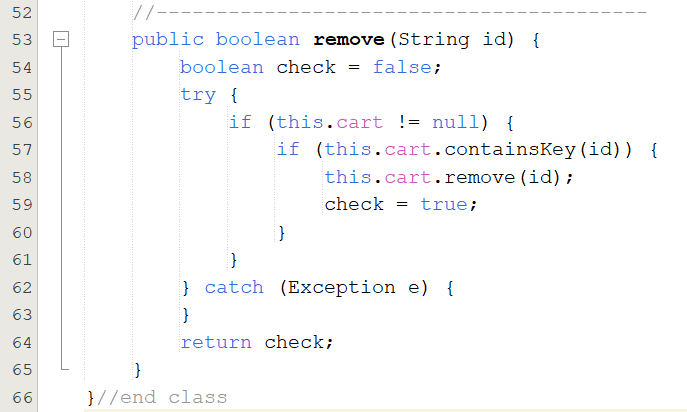 52 //-----------------------------------------
53 public boolean remove(String id) {
54 boolean check = false;
55 try {
56 if (this.cart != null) {
57 if (this.cart.containsKey(id)) {
58 this.cart.remove(id);
59 check = true;
60 }
61 }
62 } catch (Exception e) {
63 }
64 return check;
65 }
66 }//end class